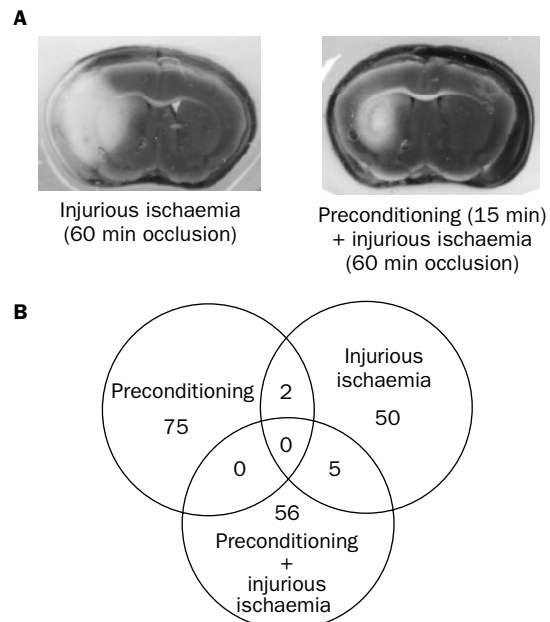 A
Injurious ischaemia
(60 min occlusion)
Preconditioning (15 min)
+ injurious ischaemia
(60 min occlusion)
B
Preconditioning
75
2
Injurious
ischaemia
50
0
0
5
56
Preconditioning
+
injurious
ischaemia